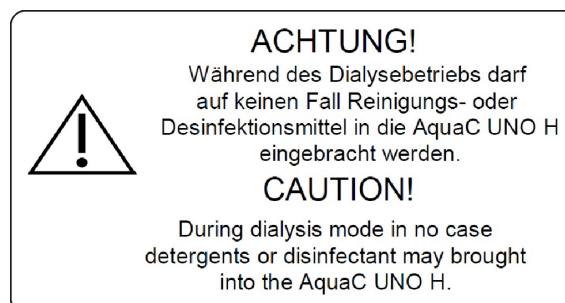 ACHTUNG!
Während des Dialysebetriebs darf
auf keinen Fall Reinigungs- oder
Desinfektionsmittel in die AquaC UNO H
eingebracht werden.
CAUTION!
During dialysis mode in no case
detergents or disinfectant may brought
into the AquaC UNO H.